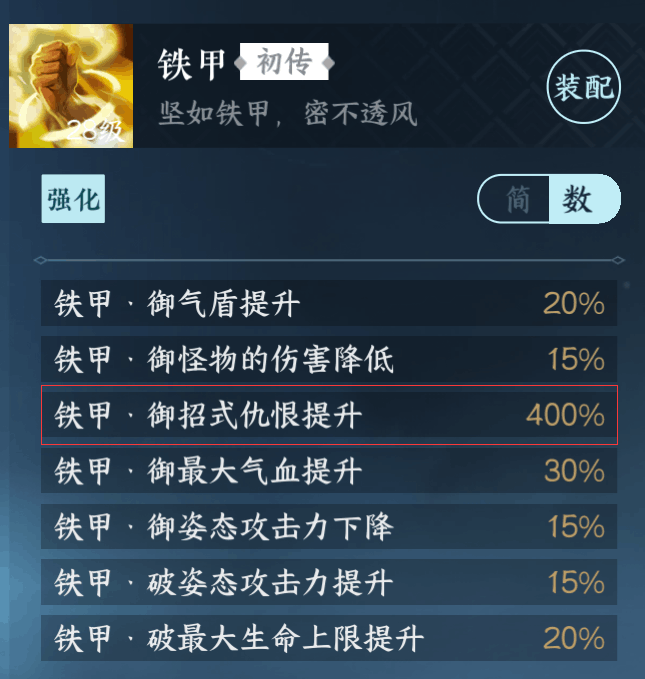 铁甲 初传
坚如铁甲，密不透风
装配
28级
强化
简 数
铁甲·御气盾提升 20%
铁甲·御怪物的伤害降低 15%
铁甲·御招式仇恨提升 400%
铁甲·御最大气血提升 30%
铁甲·御姿态攻击力下降 15%
铁甲·破姿态攻击力提升 15%
铁甲·破最大生命上限提升 20%